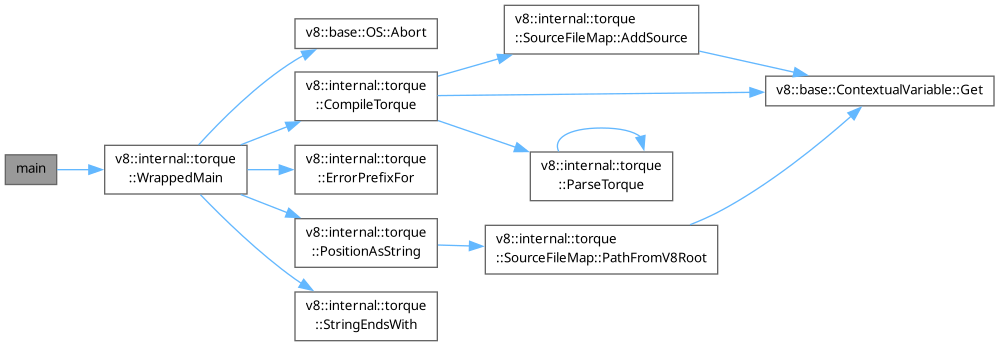 main
v8::internal::torque
::WrappedMain
v8::base::OS::Abort
v8::internal::torque
::CompileTorque
v8::internal::torque
::ErrorPrefixFor
v8::internal::torque
::PositionAsString
v8::internal::torque
::StringEndsWith
v8::internal::torque
::SourceFileMap::AddSource
v8::internal::torque
::ParseTorque
v8::internal::torque
::SourceFileMap::PathFromV8Root
v8::base::ContextualVariable::Get